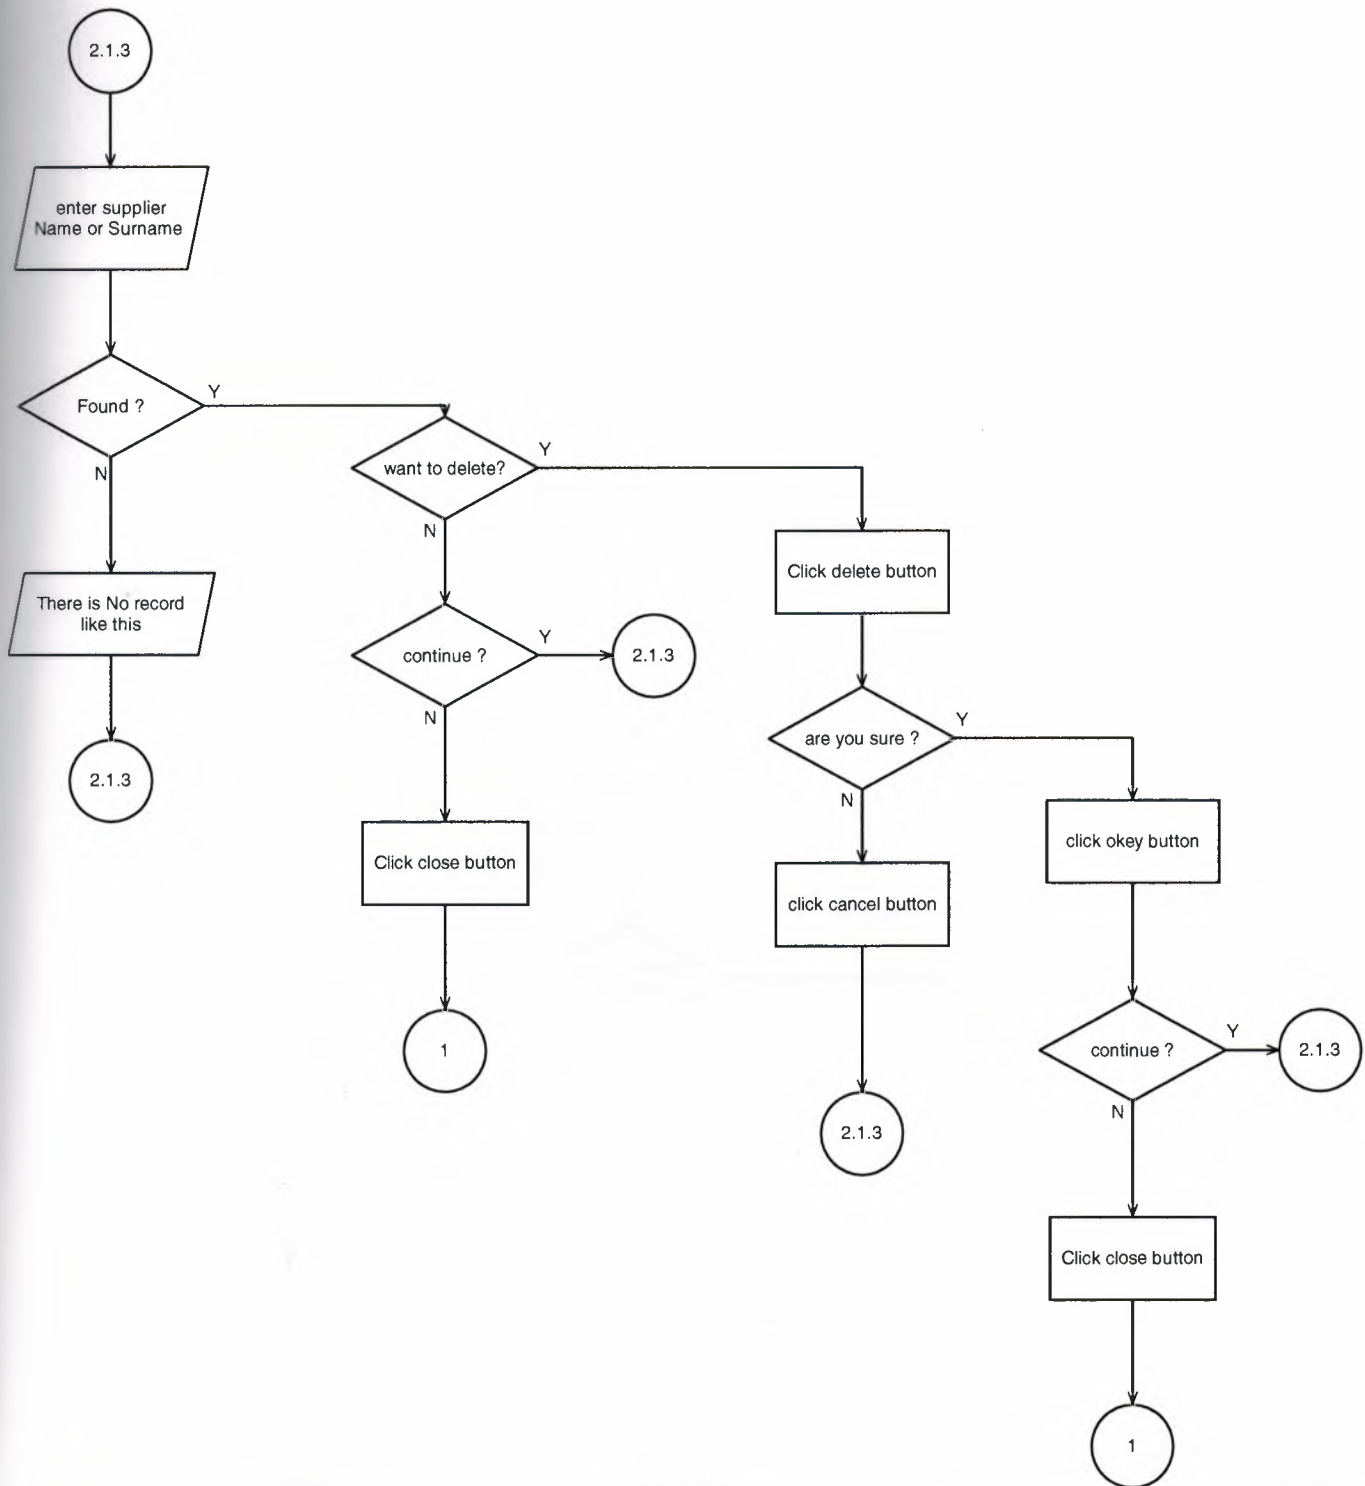 2.1.3
enter supplier
Name or Surname
Found ?
Y
N
There is No record
like this
2.1.3
want to delete?
Y
N
continue ?
Y
2.1.3
N
Click close button
1
Click delete button
are you sure ?
Y
N
click cancel button
2.1.3
click okey button
continue ?
Y
2.1.3
N
Click close button
1